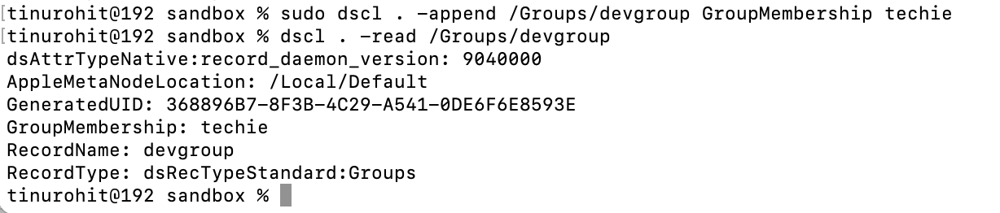 [tinurohit@192 sandbox % sudo dscl . -append /Groups/devgroup GroupMembership techie
[tinurohit@192 sandbox % dscl . -read /Groups/devgroup
dsAttrTypeNative:record_daemon_version: 9040000
AppleMetaNodeLocation: /Local/Default
GeneratedUID: 368896B7-8F3B-4C29-A541-0DE6F6E8593E
GroupMembership: techie
RecordName: devgroup
RecordType: dsRecTypeStandard:Groups
tinurohit@192 sandbox %